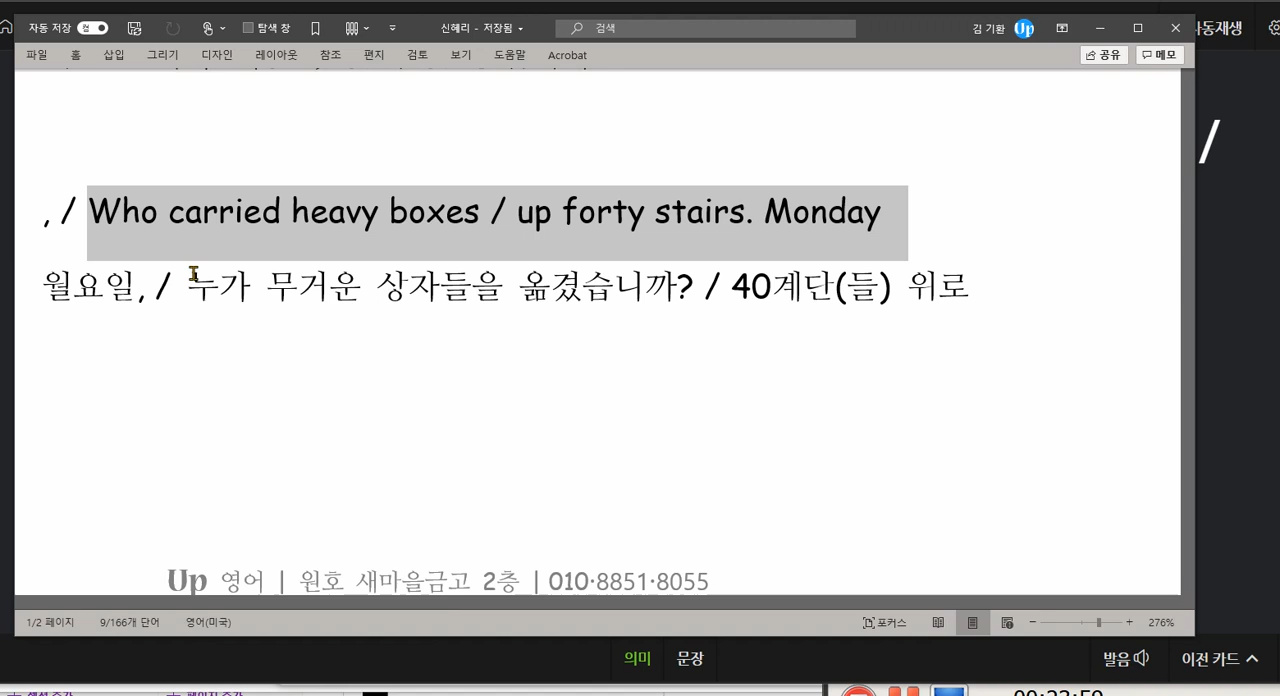 자동 저장 켬 탐색 창 신혜리 - 저장됨 검색 김 기환 Up 자동재생
파일 홈 삽입 그리기 디자인 레이아웃 참조 편지 검토 보기 도움말 Acrobat 공유 메모
/
, / Who carried heavy boxes / up forty stairs. Monday
월요일, / 누가 무거운 상자들을 옮겼습니까? / 40계단(들) 위로
Up 영어 | 원호 새마을금고 2층 | 010·8851·8055
1/2 페이지 9/166개 단어 영어(미국) 포커스 276%
의미 문장 발음 이전 카드